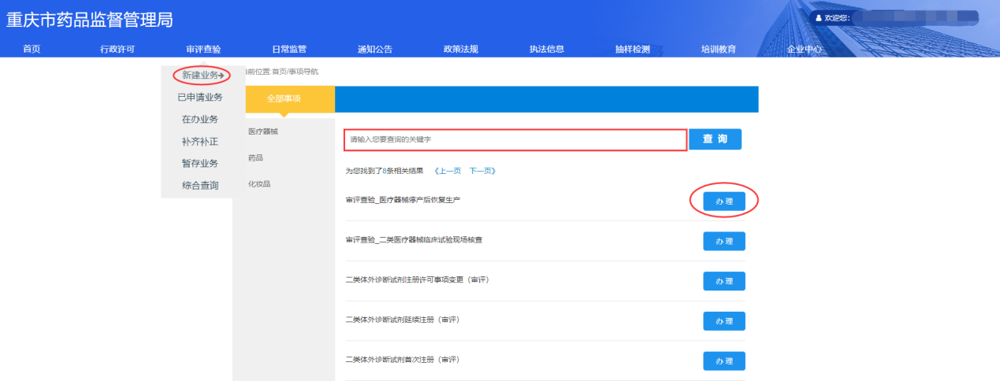 重庆市药品监督管理局
欢迎您:
首页 行政许可 审评查验 日常监管 通知公告 政策法规 执法信息 抽样检测 培训教育 企业中心
新建业务
已申请业务
在办业务
补齐补正
暂存业务
综合查询
前位置:首页/事项导航
全部事项
医疗器械
药品
化妆品
请输入您要查询的关键字
查 询
为您找到了8条相关结果 《上一页 下一页》
审评查验_医疗器械停产后恢复生产
办 理
审评查验_二类医疗器械临床试验现场核查
办 理
二类体外诊断试剂注册许可事项变更（审评）
办 理
二类体外诊断试剂延续注册（审评）
办 理
二类体外诊断试剂首次注册（审评）
办 理